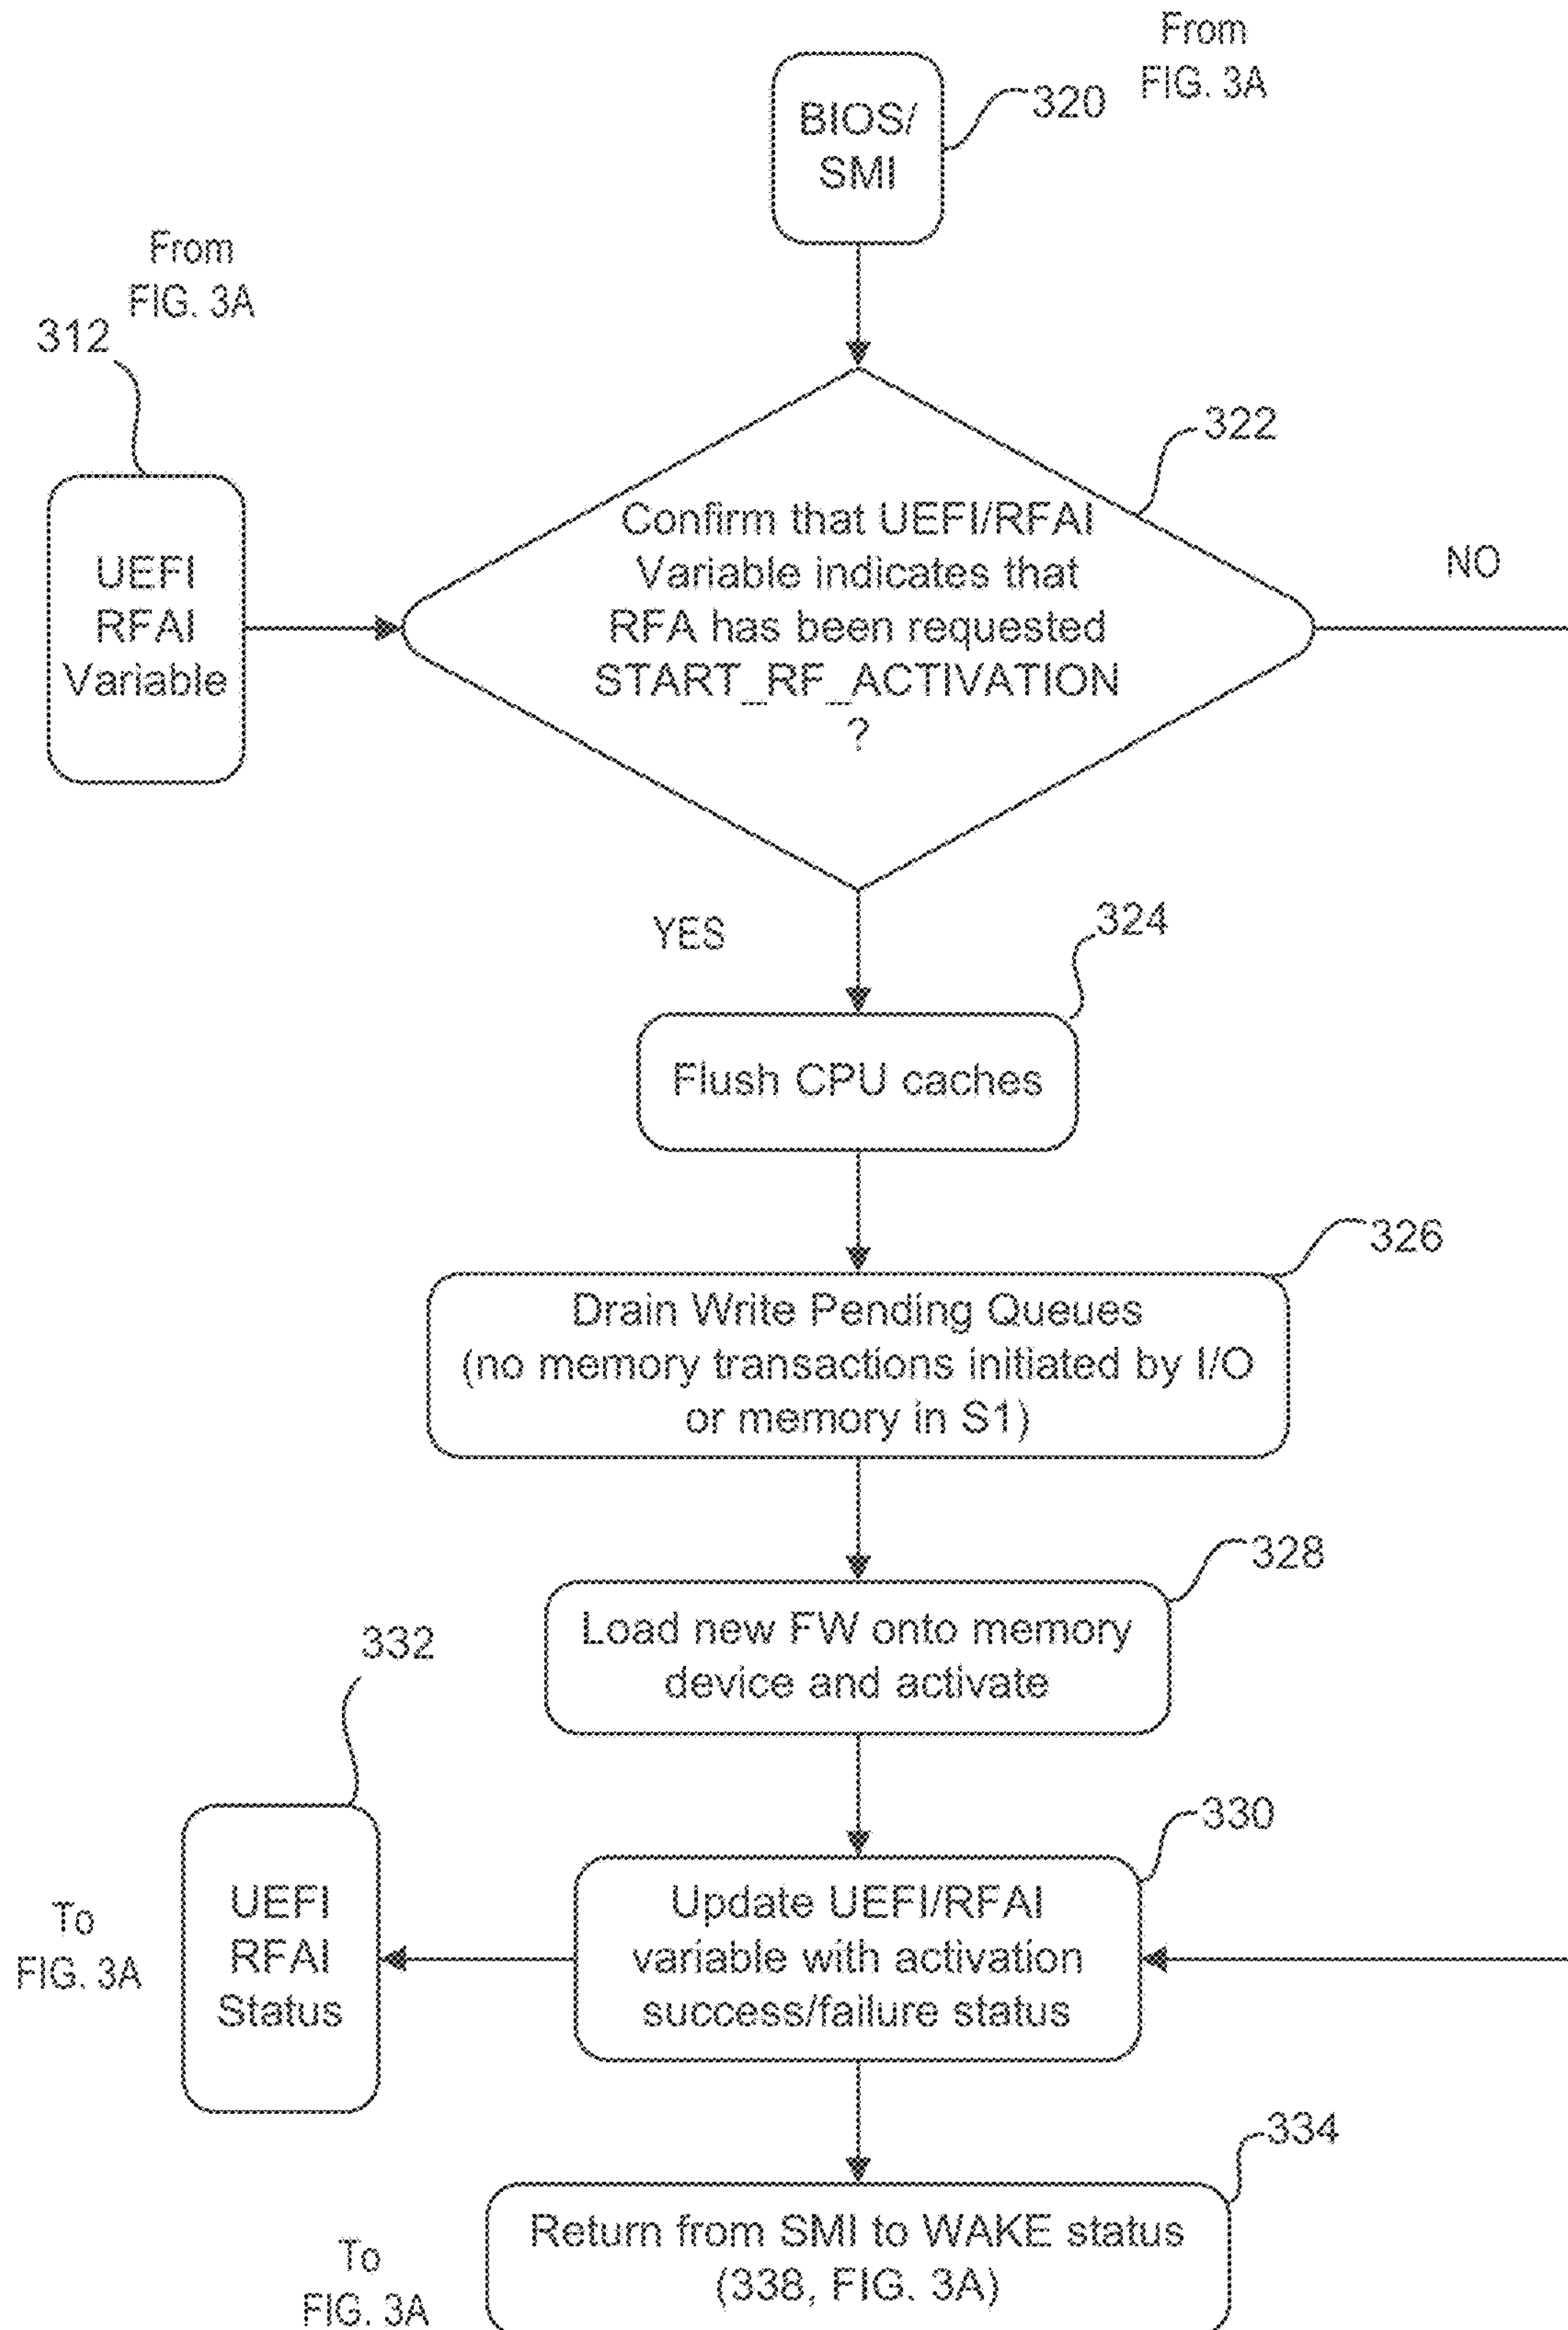 From
FIG. 3A
BIOS/
SMI
320
From
FIG. 3A
312
UEFI
RFAI
Variable
322
Confirm that UEFI/RFAI
Variable indicates that
RFA has been requested
START_RF_ACTIVATION
?
NO
YES
324
Flush CPU caches
326
Drain Write Pending Queues
(no memory transactions initiated by I/O
or memory in S1)
328
Load new FW onto memory
device and activate
332
330
To
FIG. 3A
UEFI
RFAI
Status
Update UEFI/RFAI
variable with activation
success/failure status
334
To
FIG. 3A
Return from SMI to WAKE status
(338, FIG. 3A)